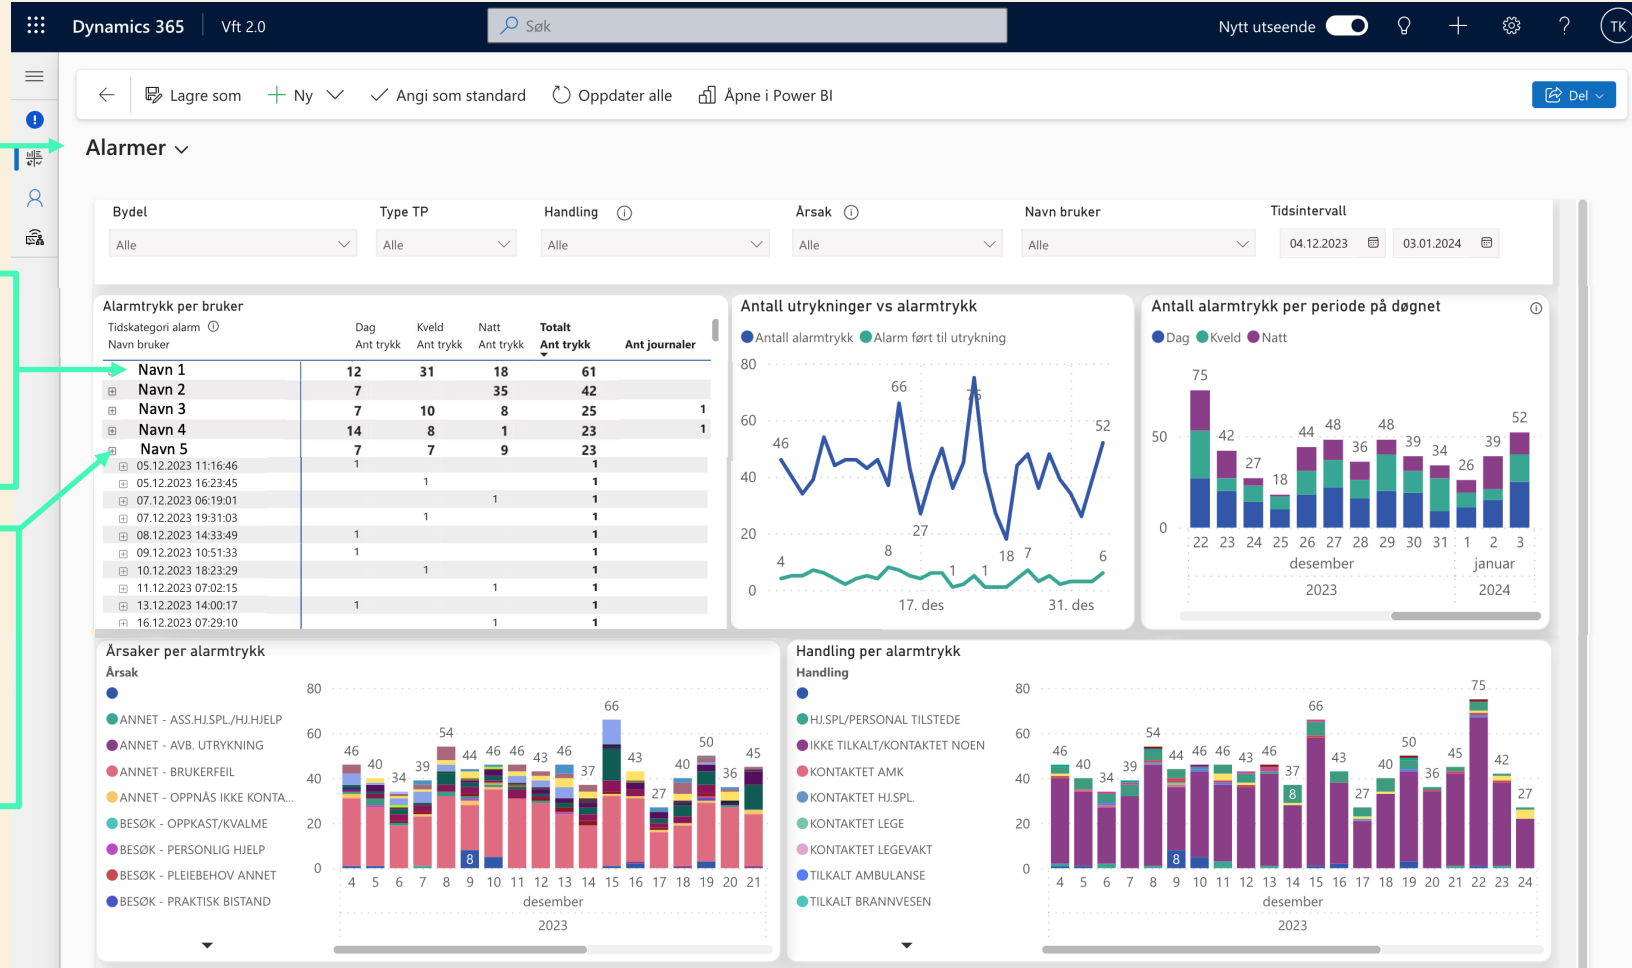 Dynamics 365 Vft 2.0 Søk Nytt utseende TK
Lagre som Ny Angi som standard Oppdater alle Åpne i Power BI Del
Alarmer
Bydel Type TP Handling Årsak Navn bruker Tidsintervall
Alle Alle Alle Alle Alle 04.12.2023 03.01.2024
Alarmtrykk per bruker
Tidskategori alarm Dag Kveld Natt Totalt
Navn bruker Ant trykk Ant trykk Ant trykk Ant trykk Ant journaler
Navn 1 12 31 18 61
Navn 2 7 35 42
Navn 3 7 10 8 25 1
Navn 4 14 8 1 23 1
Navn 5 7 7 9 23
05.12.2023 11:16:46 1 1
05.12.2023 16:23:45 1 1
07.12.2023 06:19:01 1 1
07.12.2023 19:31:03 1 1
08.12.2023 14:33:49 1 1
09.12.2023 10:51:33 1 1
10.12.2023 18:23:29 1 1
11.12.2023 07:02:15 1 1
13.12.2023 14:00:17 1 1
16.12.2023 07:29:10 1 1
Antall utrykninger vs alarmtrykk
Antall alarmtrykk Alarm ført til utrykning
80
60
40
20
0
46 66 75 52
27 18
4 8 1 1 7 6
17. des 31. des
Antall alarmtrykk per periode på døgnet
Dag Kveld Natt
50
0
75 42 27 18 44 48 36 48 39 34 26 39 52
22 23 24 25 26 27 28 29 30 31 1 2 3
desember januar
2023 2024
Årsaker per alarmtrykk
Årsak
ANNET - ASS.HJ.SPL./HJ.HJELP
ANNET - AVB. UTRYKNING
ANNET - BRUKERFEIL
ANNET - OPPNÅS IKKE KONTA...
BESØK - OPPKAST/KVALME
BESØK - PERSONLIG HJELP
BESØK - PLEIEBEHOV ANNET
BESØK - PRAKTISK BISTAND
80
60
40
20
0
46 40 34 39 54 44 46 46 43 46 37 66 43 27 40 50 36 45
8
4 5 6 7 8 9 10 11 12 13 14 15 16 17 18 19 20 21
desember
2023
Handling per alarmtrykk
Handling
HJ.SPL/PERSONAL TILSTEDE
IKKE TILKALT/KONTAKTET NOEN
KONTAKTET AMK
KONTAKTET HJ.SPL.
KONTAKTET LEGE
KONTAKTET LEGEVAKT
TILKALT AMBULANSE
TILKALT BRANNVESEN
80
60
40
20
0
46 40 34 39 54 44 46 46 43 46 37 66 43 27 40 50 36 45 75 42 27
8 8
4 5 6 7 8 9 10 11 12 13 14 15 16 17 18 19 20 21 22 23 24
desember
2023